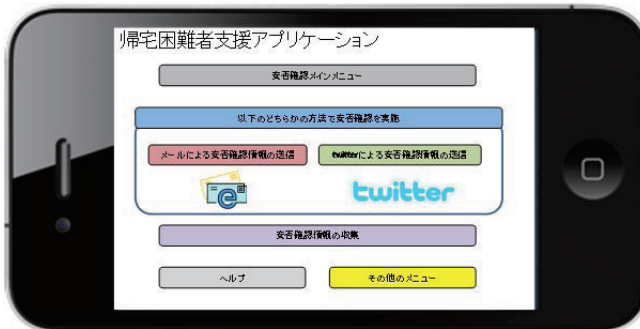 帰宅困難者支援アプリケーション
安否確認メインメニュー
以下のどちらかの方法で安否確認を実施
メールによる安否確認情報の送信
twitterによる安否確認情報の送信
e
twitter
安否確認情報の収集
ヘルプ
その他のメニュー